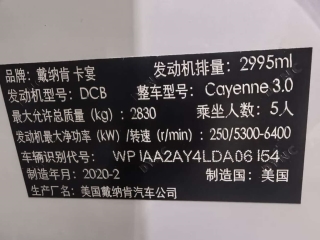 品牌：戴纳肯 卡宴 发动机排量：2995ml
发动机型号：DCB 整车型号：Cayenne 3.0
最大允许总质量（kg）：2830 乘坐人数：5人
发动机最大净功率（kW）/转速（r/min）：250/5300-6400
车辆识别代号：WP1AA2AY4LDA06154
制造年月：2020-2 制造国：美国
生产厂名：美国戴纳肯汽车公司